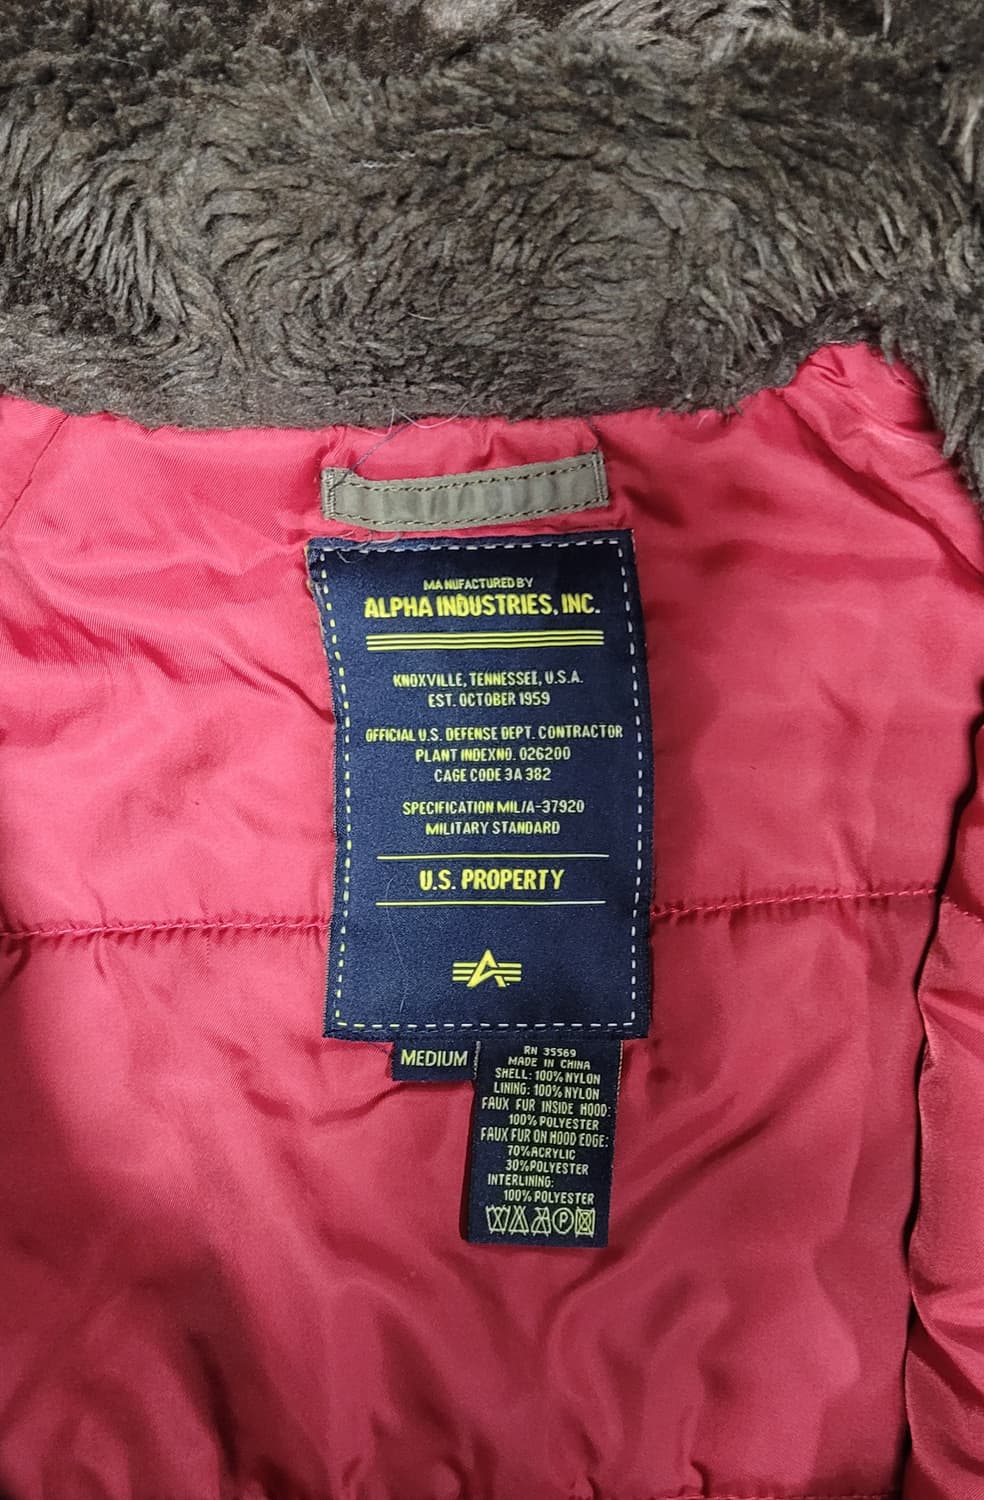 MANUFACTURED BY
ALPHA INDUSTRIES, INC.
KNOXVILLE, TENNESSEE, U.S.A.
EST. OCTOBER 1959
OFFICIAL U.S. DEFENSE DEPT. CONTRACTOR
PLANT INDEXNO. 026200
CAGE CODE 3A 382
SPECIFICATION MIL/A-37920
MILITARY STANDARD
U.S. PROPERTY
MEDIUM
RN 35569
MADE IN CHINA
SHELL: 100% NYLON
LINING: 100% NYLON
FAUX FUR INSIDE HOOD:
100% POLYESTER
FAUX FUR ON HOOD EDGE:
70% ACRYLIC
30% POLYESTER
INTERLINING:
100% POLYESTER
P